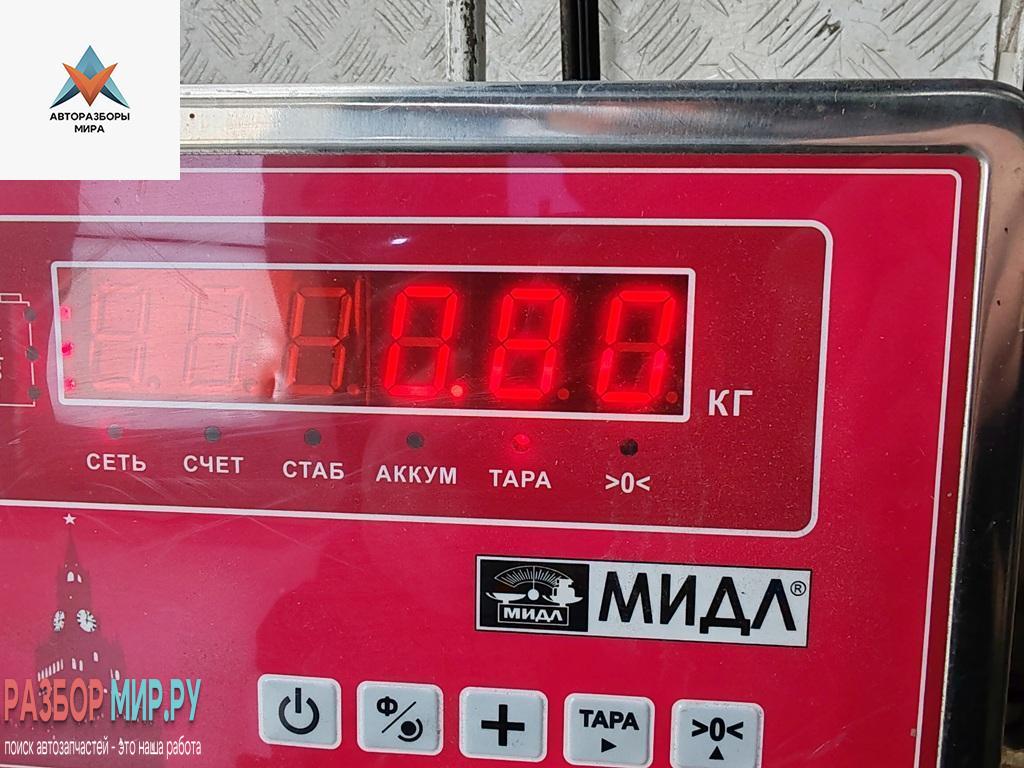 АВТОРАЗБОРЫ
МИРА
0.80
КГ
СЕТЬ СЧЕТ СТАБ АККУМ ТАРА >0<
МИДЛ МИДЛ®
РАЗБОР МИР.РУ
поиск автозапчастей - это наша работа
Ф
ТАРА >0<